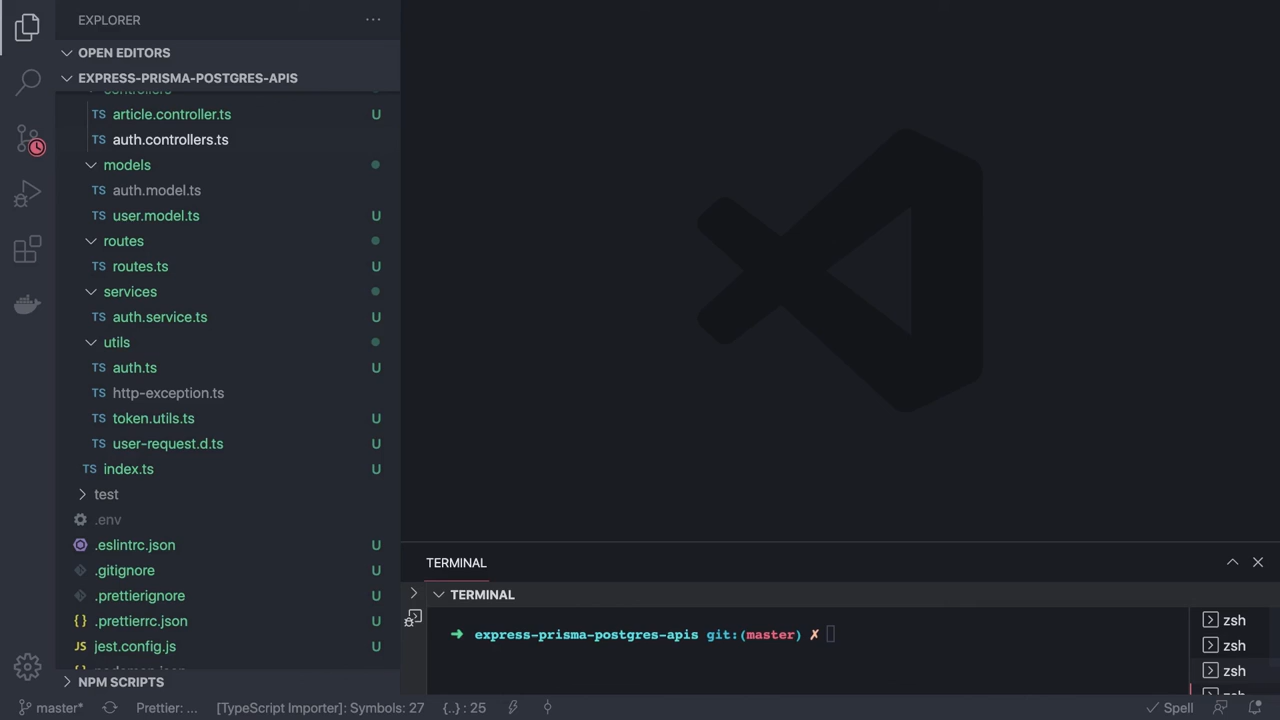 EXPLORER
OPEN EDITORS
EXPRESS-PRISMA-POSTGRES-APIS
controllers
TS article.controller.ts U
TS auth.controllers.ts
models
TS auth.model.ts
TS user.model.ts U
routes
TS routes.ts U
services
TS auth.service.ts U
utils
TS auth.ts U
TS http-exception.ts
TS token.utils.ts U
TS user-request.d.ts U
TS index.ts U
test
.env
.eslintrc.json U
.gitignore U
.prettierignore U
{} .prettierrc.json U
JS jest.config.js U
NPM SCRIPTS
TERMINAL
TERMINAL
➜ express-prisma-postgres-apis git:(master) ✗
zsh
zsh
zsh
zsh
master* Prettier: ... [TypeScript Importer]: Symbols: 27 {..} : 25 Spell